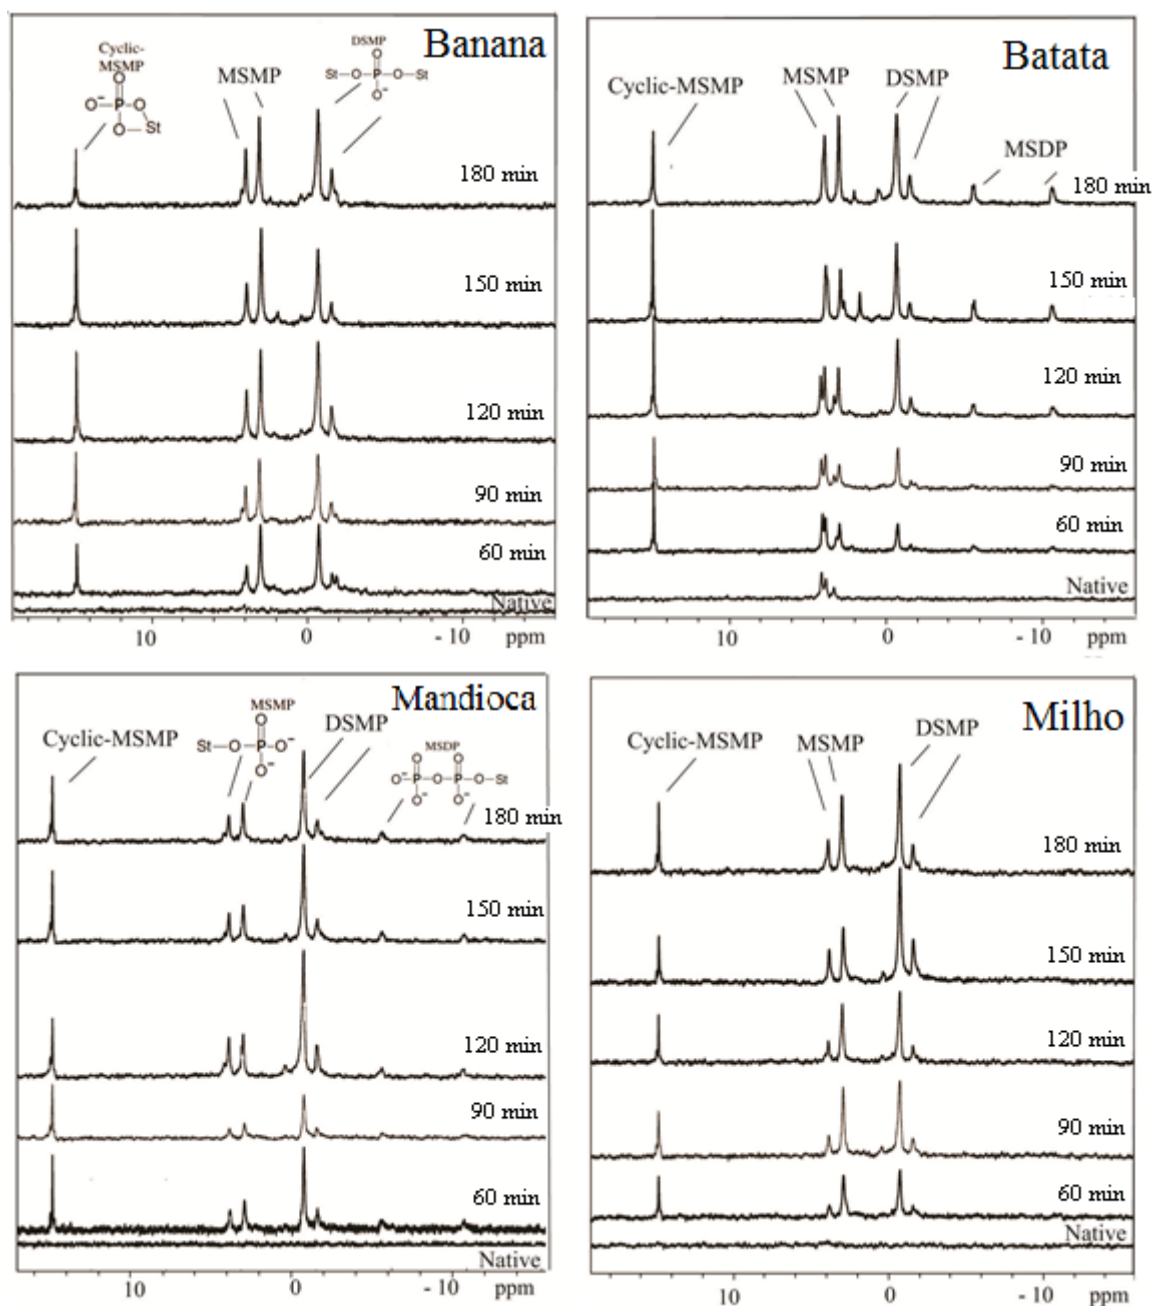 Banana
Cyclic-
MSMP
O
O⁻ P O
O St
MSMP
DSMP
O
St O P O St
O⁻
180 min
150 min
120 min
90 min
60 min
Native
10 0 - 10 ppm
Batata
Cyclic-MSMP
MSMP
DSMP
MSDP
180 min
150 min
120 min
90 min
60 min
Native
10 0 - 10 ppm
Mandioca
Cyclic-MSMP
MSMP
O
St O P O⁻
O⁻
DSMP
MSDP
O O
O⁻ P O P O St
O⁻ O⁻
180 min
150 min
120 min
90 min
60 min
Native
10 0 - 10 ppm
Milho
Cyclic-MSMP
MSMP
DSMP
180 min
150 min
120 min
90 min
60 min
Native
10 0 - 10 ppm